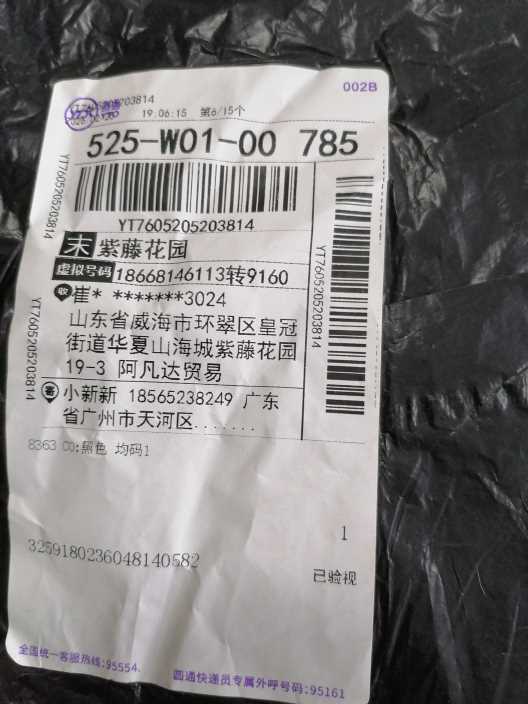 002B
YT7605205203814
19:06:15 第6/15个
525-W01-00 785
YT7605205203814
YT7605205203814
YT7605205203814
YT7605205203814
末 紫藤花园
虚拟号码 18668146113转9160
收 崔* *******3024
山东省威海市环翠区皇冠
街道华夏山海城紫藤花园
19-3 阿凡达贸易
寄 小新新 18565238249 广东
省广州市天河区.......
8363 CO:黑色 均码1
1
3259180236048140582
已验视
全国统一客服热线:95554
圆通快递员专属外呼号码:95161